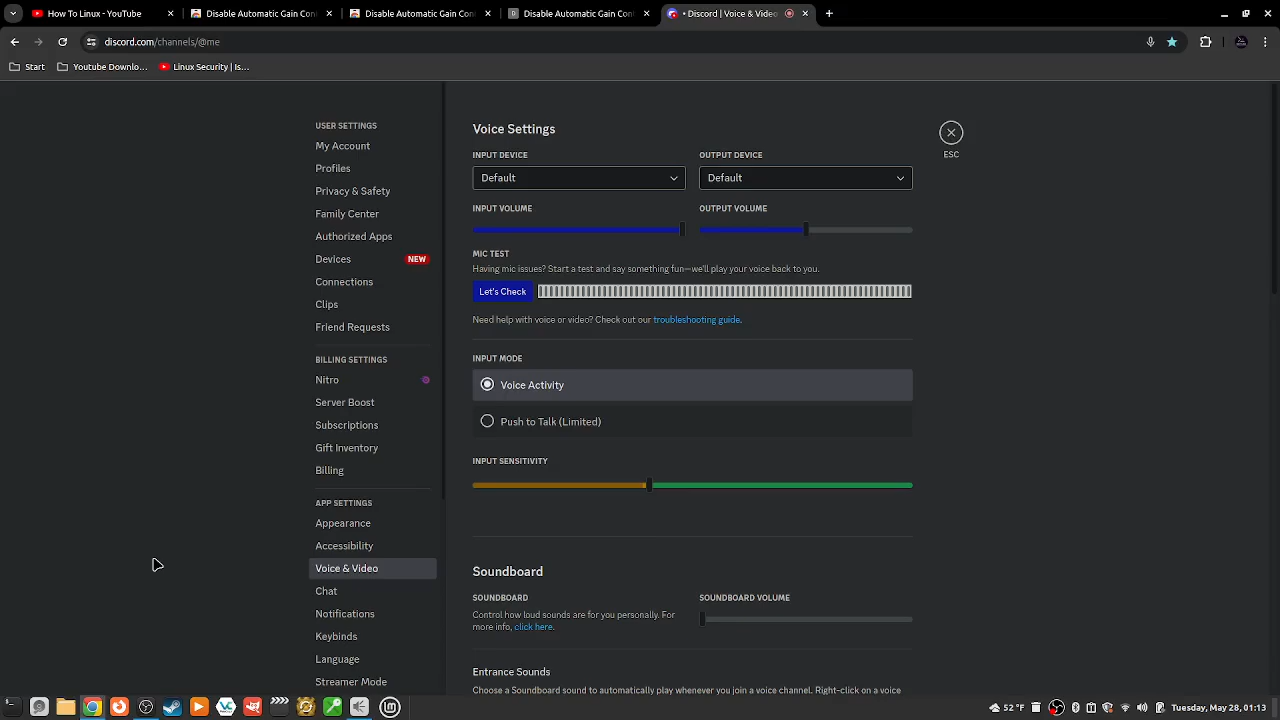 How To Linux - YouTube
Disable Automatic Gain Con
Disable Automatic Gain Con
Disable Automatic Gain Con
• Discord | Voice & Video
discord.com/channels/@me
Start
Youtube Downlo...
Linux Security | Is...
USER SETTINGS
My Account
Profiles
Privacy & Safety
Family Center
Authorized Apps
Devices
NEW
Connections
Clips
Friend Requests
BILLING SETTINGS
Nitro
Server Boost
Subscriptions
Gift Inventory
Billing
APP SETTINGS
Appearance
Accessibility
Voice & Video
Chat
Notifications
Keybinds
Language
Streamer Mode
Voice Settings
ESC
INPUT DEVICE
OUTPUT DEVICE
Default
Default
INPUT VOLUME
OUTPUT VOLUME
MIC TEST
Having mic issues? Start a test and say something fun—we'll play your voice back to you.
Let's Check
Need help with voice or video? Check out our troubleshooting guide.
INPUT MODE
Voice Activity
Push to Talk (Limited)
INPUT SENSITIVITY
Soundboard
SOUNDBOARD
SOUNDBOARD VOLUME
Control how loud sounds are for you personally. For
more info, click here.
Entrance Sounds
Choose a Soundboard sound to automatically play whenever you join a voice channel. Right-click on a voice
52 °F
Tuesday, May 28, 01:13